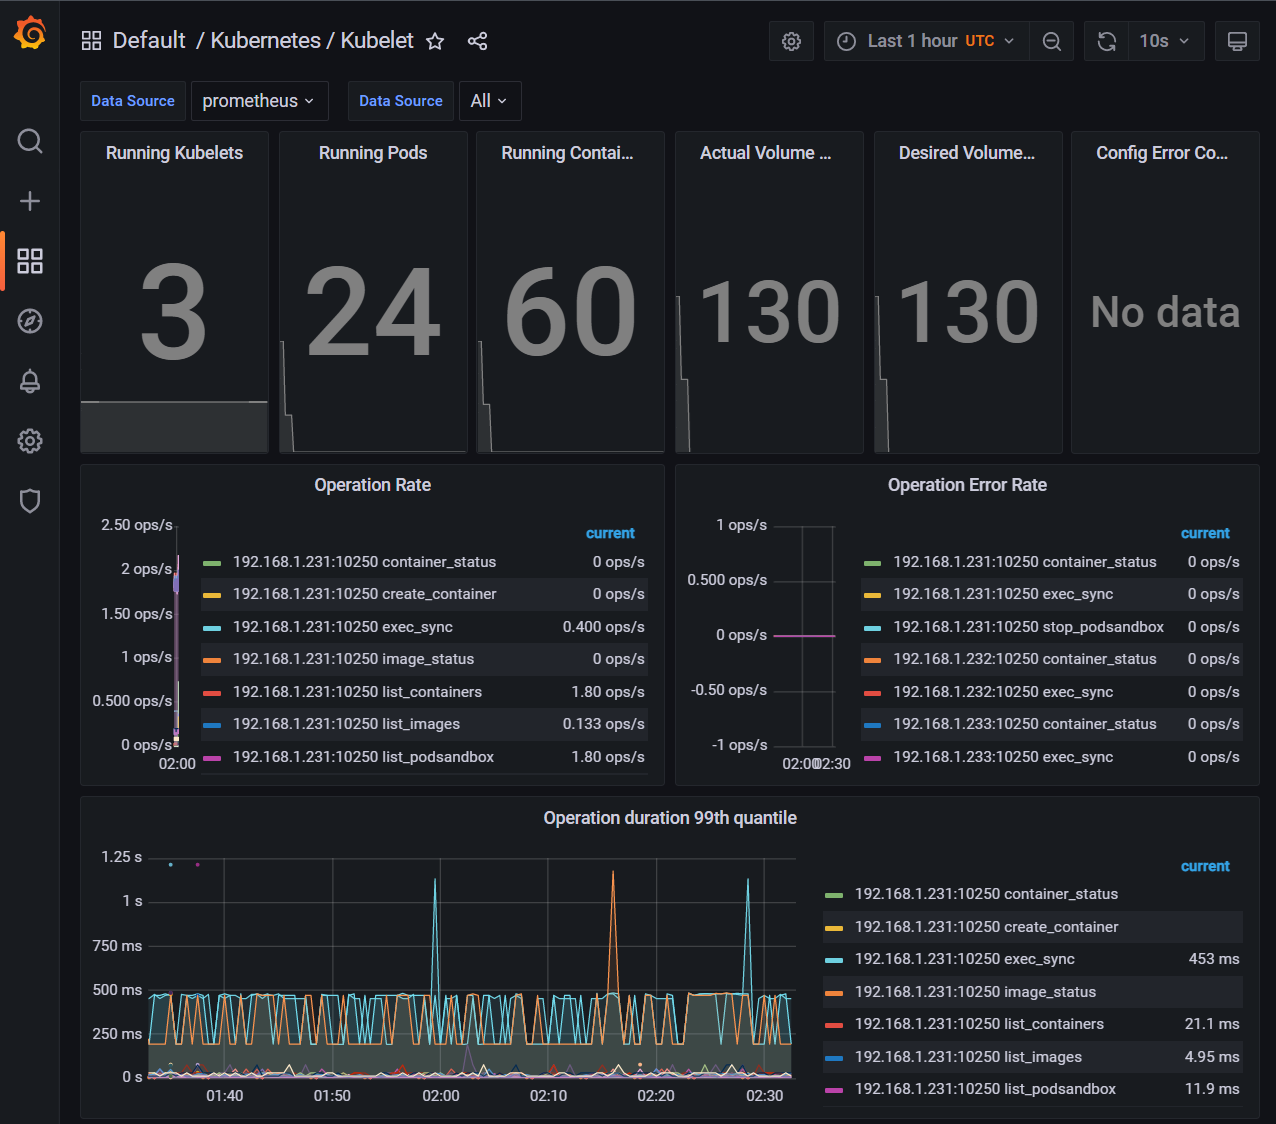 Default / Kubernetes / Kubelet
Last 1 hour UTC
10s
Data Source prometheus Data Source All
Running Kubelets
3
Running Pods
24
Running Contai...
60
Actual Volume ...
130
Desired Volume...
130
Config Error Co...
No data
Operation Rate
2.50 ops/s
2 ops/s
1.50 ops/s
1 ops/s
0.500 ops/s
0 ops/s
02:00
current
192.168.1.231:10250 container_status 0 ops/s
192.168.1.231:10250 create_container 0 ops/s
192.168.1.231:10250 exec_sync 0.400 ops/s
192.168.1.231:10250 image_status 0 ops/s
192.168.1.231:10250 list_containers 1.80 ops/s
192.168.1.231:10250 list_images 0.133 ops/s
192.168.1.231:10250 list_podsandbox 1.80 ops/s
Operation Error Rate
1 ops/s
0.500 ops/s
0 ops/s
-0.50 ops/s
-1 ops/s
02:00 02:30
current
192.168.1.231:10250 container_status 0 ops/s
192.168.1.231:10250 exec_sync 0 ops/s
192.168.1.231:10250 stop_podsandbox 0 ops/s
192.168.1.232:10250 container_status 0 ops/s
192.168.1.232:10250 exec_sync 0 ops/s
192.168.1.233:10250 container_status 0 ops/s
192.168.1.233:10250 exec_sync 0 ops/s
Operation duration 99th quantile
1.25 s
1 s
750 ms
500 ms
250 ms
0 s
01:40 01:50 02:00 02:10 02:20 02:30
current
192.168.1.231:10250 container_status
192.168.1.231:10250 create_container
192.168.1.231:10250 exec_sync 453 ms
192.168.1.231:10250 image_status
192.168.1.231:10250 list_containers 21.1 ms
192.168.1.231:10250 list_images 4.95 ms
192.168.1.231:10250 list_podsandbox 11.9 ms